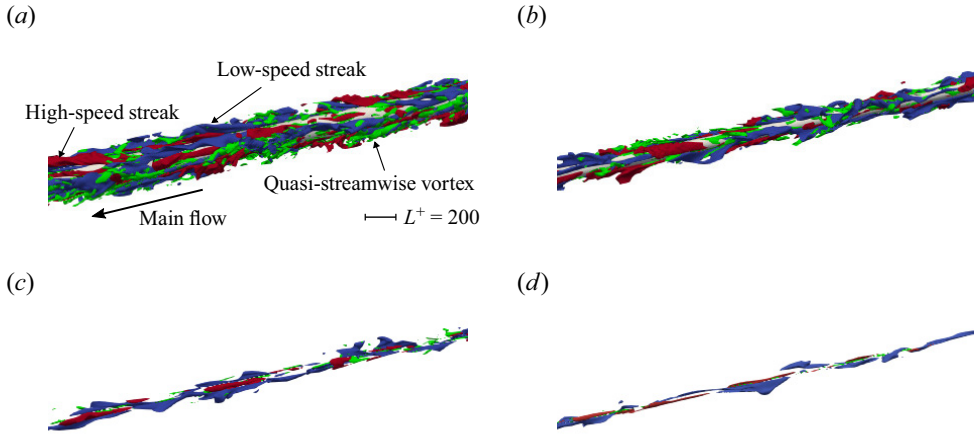 (a)
(b)
Low-speed streak
High-speed streak
Quasi-streamwise vortex
Main flow
L+ = 200
(c)
(d)